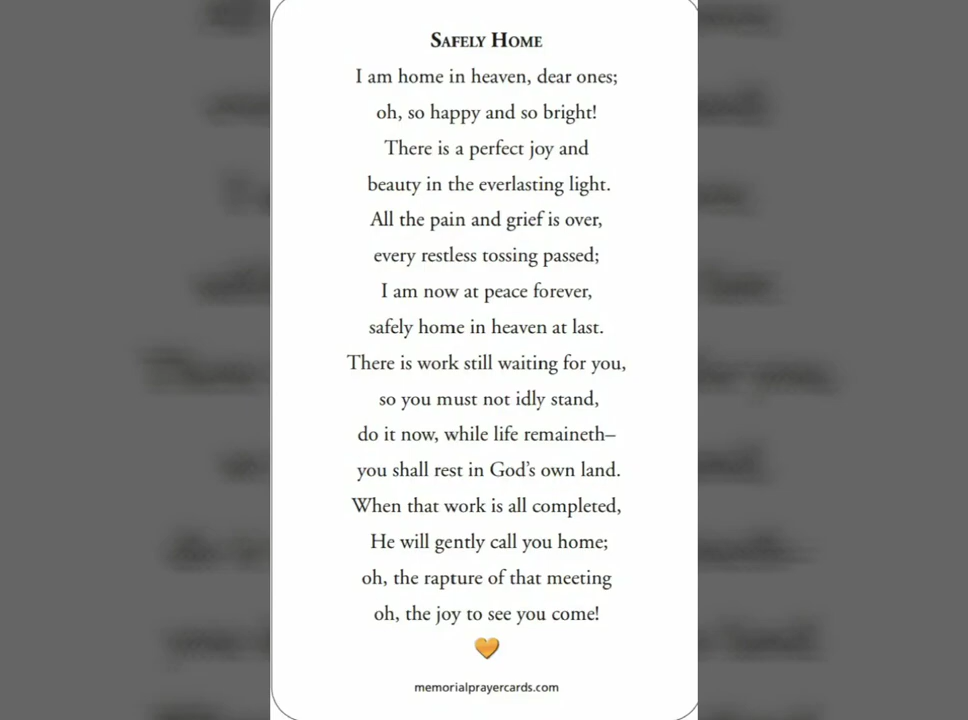 Safely Home
I am home in heaven, dear ones;
oh, so happy and so bright!
There is a perfect joy and
beauty in the everlasting light.
All the pain and grief is over,
every restless tossing passed;
I am now at peace forever,
safely home in heaven at last.
There is work still waiting for you,
so you must not idly stand,
do it now, while life remaineth–
you shall rest in God's own land.
When that work is all completed,
He will gently call you home;
oh, the rapture of that meeting
oh, the joy to see you come!
memorialprayercards.com